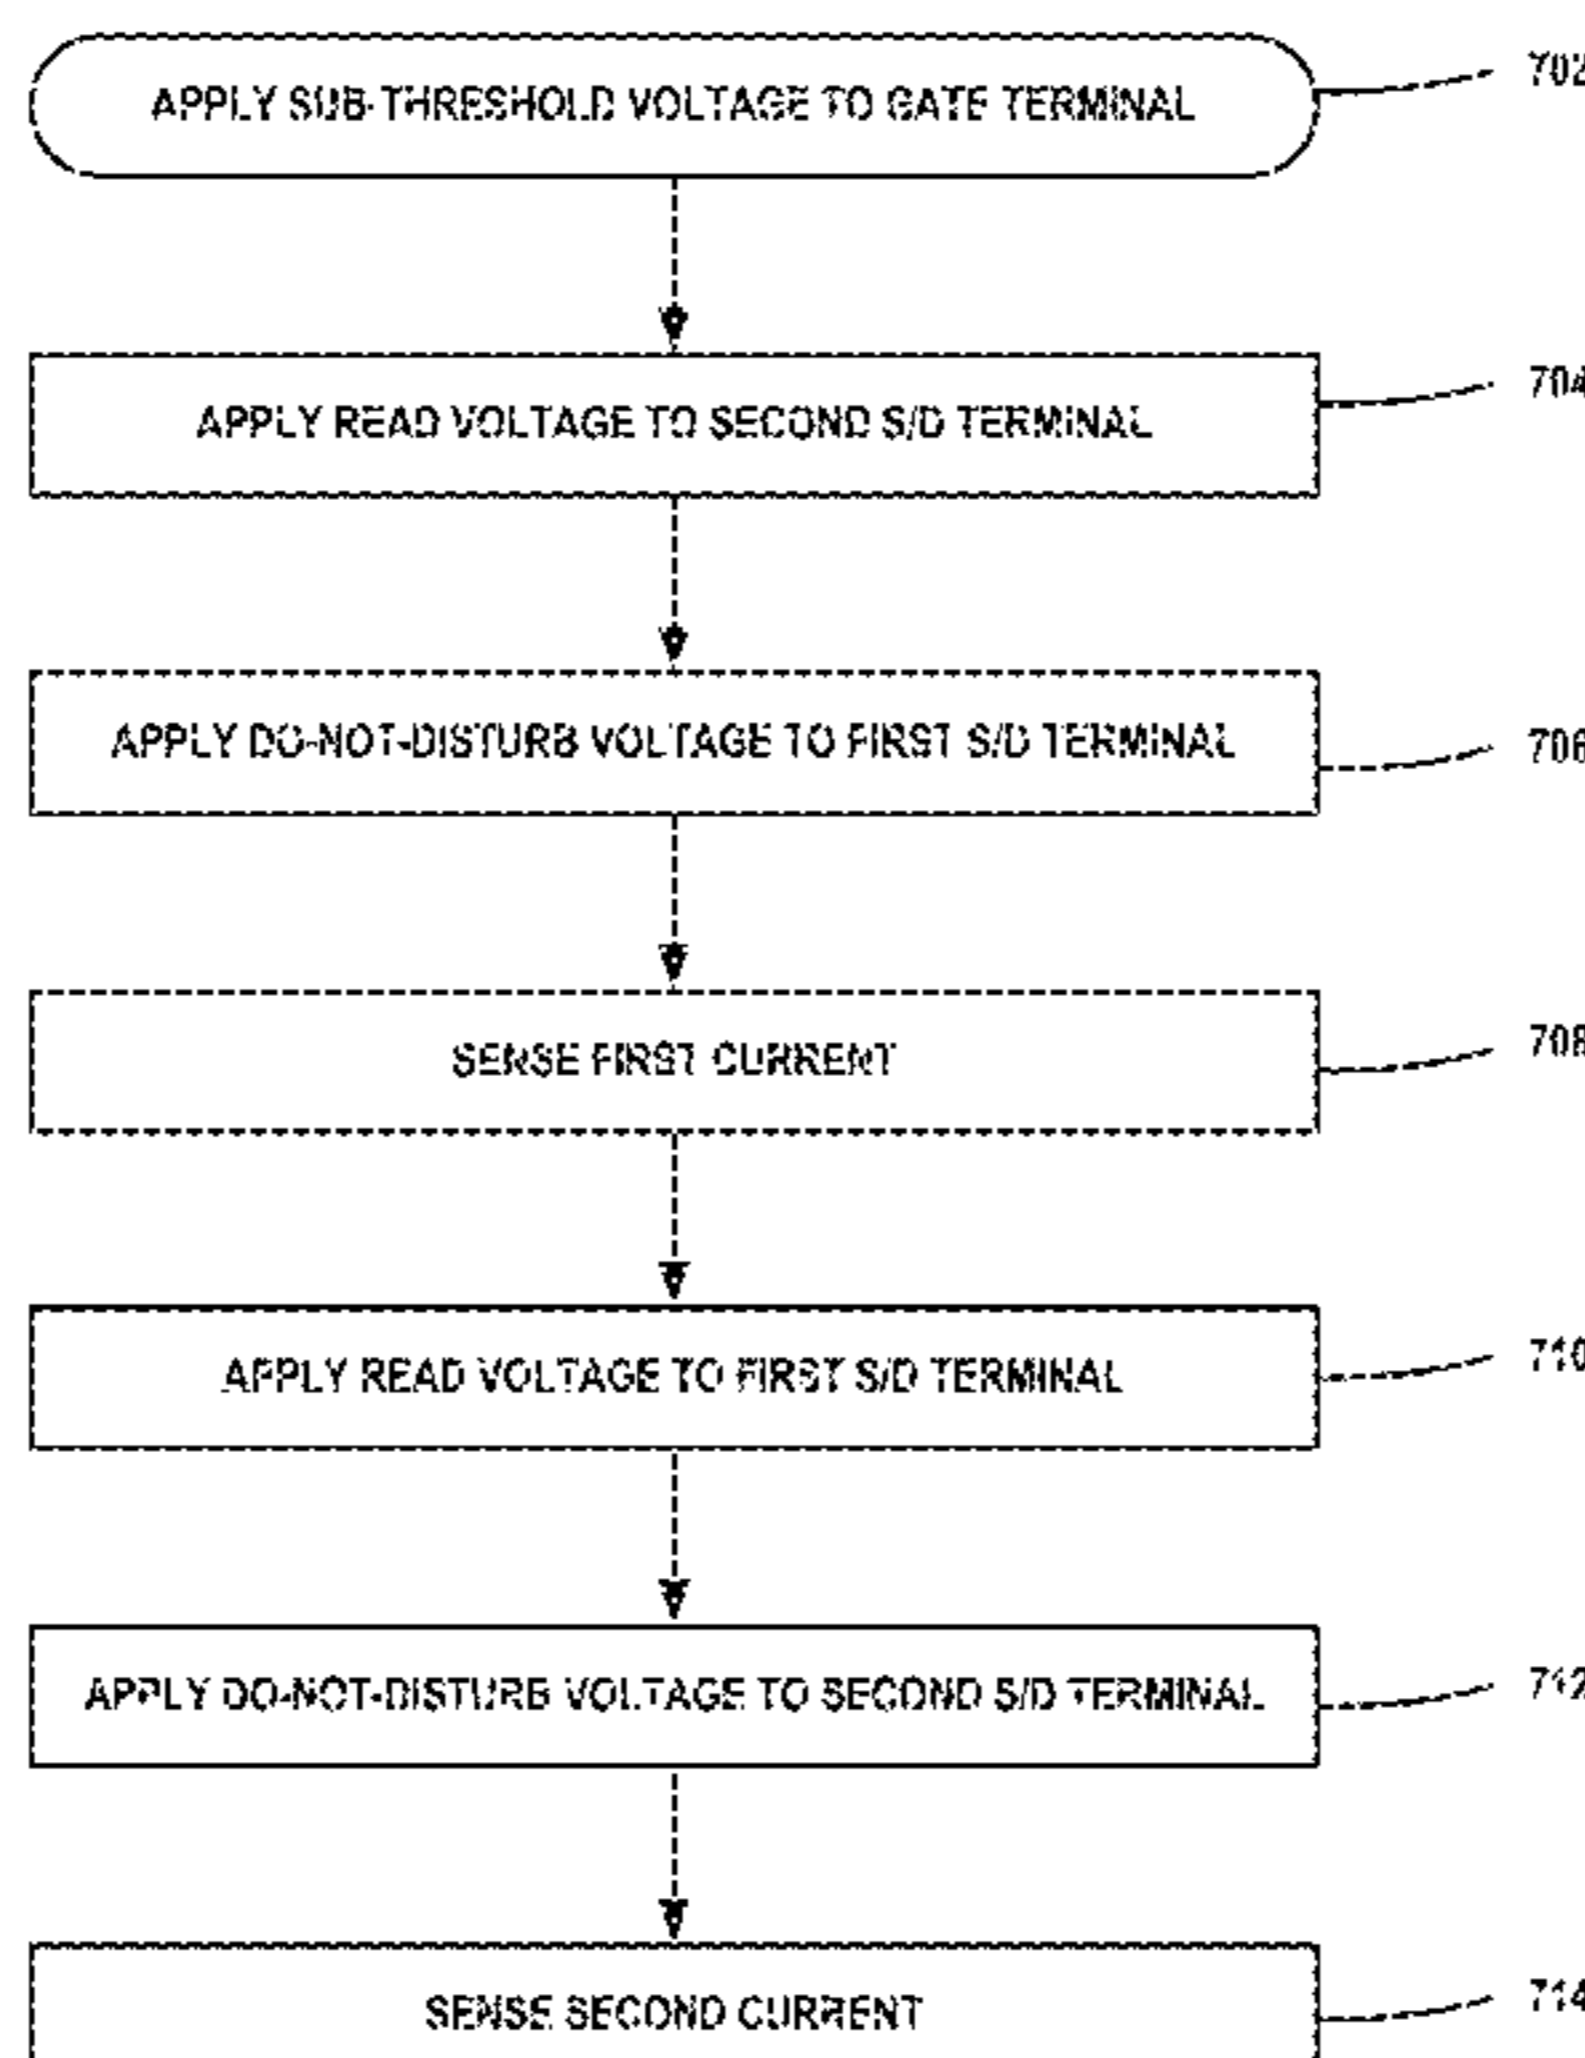 APPLY SUB-THRESHOLD VOLTAGE TO GATE TERMINAL
702
APPLY READ VOLTAGE TO SECOND S/D TERMINAL
704
APPLY DO-NOT-DISTURB VOLTAGE TO FIRST S/D TERMINAL
706
SENSE FIRST CURRENT
708
APPLY READ VOLTAGE TO FIRST S/D TERMINAL
710
APPLY DO-NOT-DISTURB VOLTAGE TO SECOND S/D TERMINAL
712
SENSE SECOND CURRENT
714